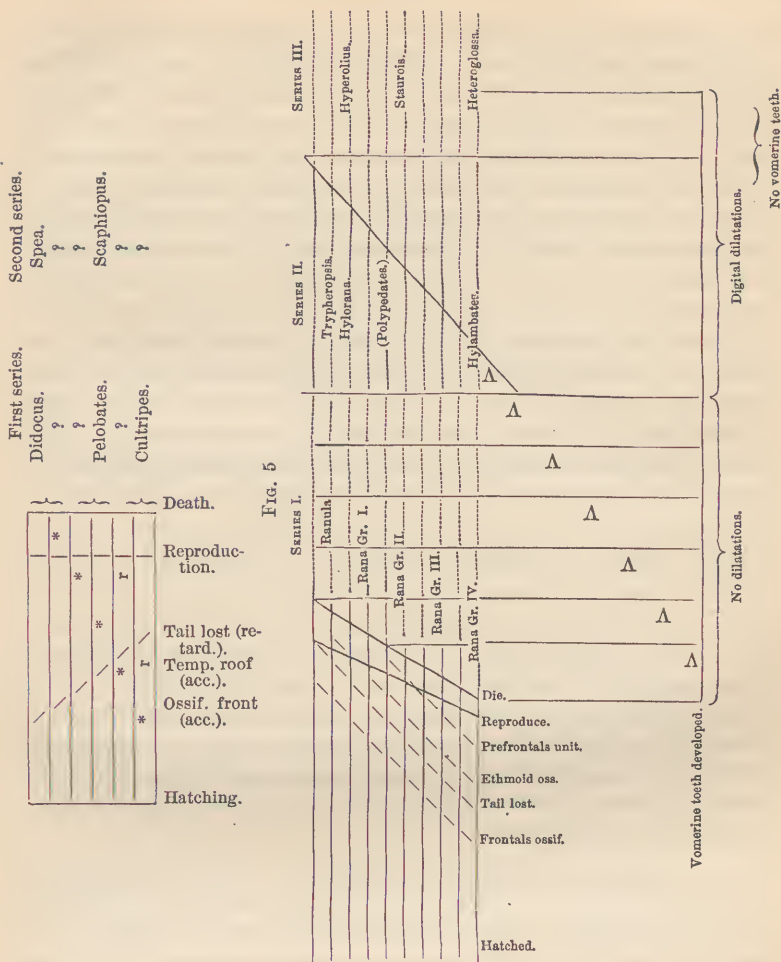 First series.
Second series.
Didocus.
Spea.
?
?
?
?
Pelobates.
Scaphiopus.
?
?
Cultripes.
?
Death.
Reproduc-
tion.
r
Tail lost (re-
tard.).
Temp. roof
(acc.).
r
Ossif. front
(acc.).
Hatching.
*
*
*
*
*
FIG. 5
SERIES I.
SERIES II.
SERIES III.
Ranula
Rana Gr. I.
Rana Gr. II.
Rana Gr. III.
Rana Gr. IV.
Trypheropsis.
Hylorana.
(Polypedates.)
Hylambates.
Hyperolius.
Staurois.
Heteroglossa.
Λ
Λ
Λ
Λ
Λ
Λ
Λ
Die.
Reproduce.
Prefrontals unit.
Ethmoid oss.
Tail lost.
Frontals ossif.
Hatched.
Vomerine teeth developed.
No dilatations.
Digital dilatations.
No vomerine teeth.